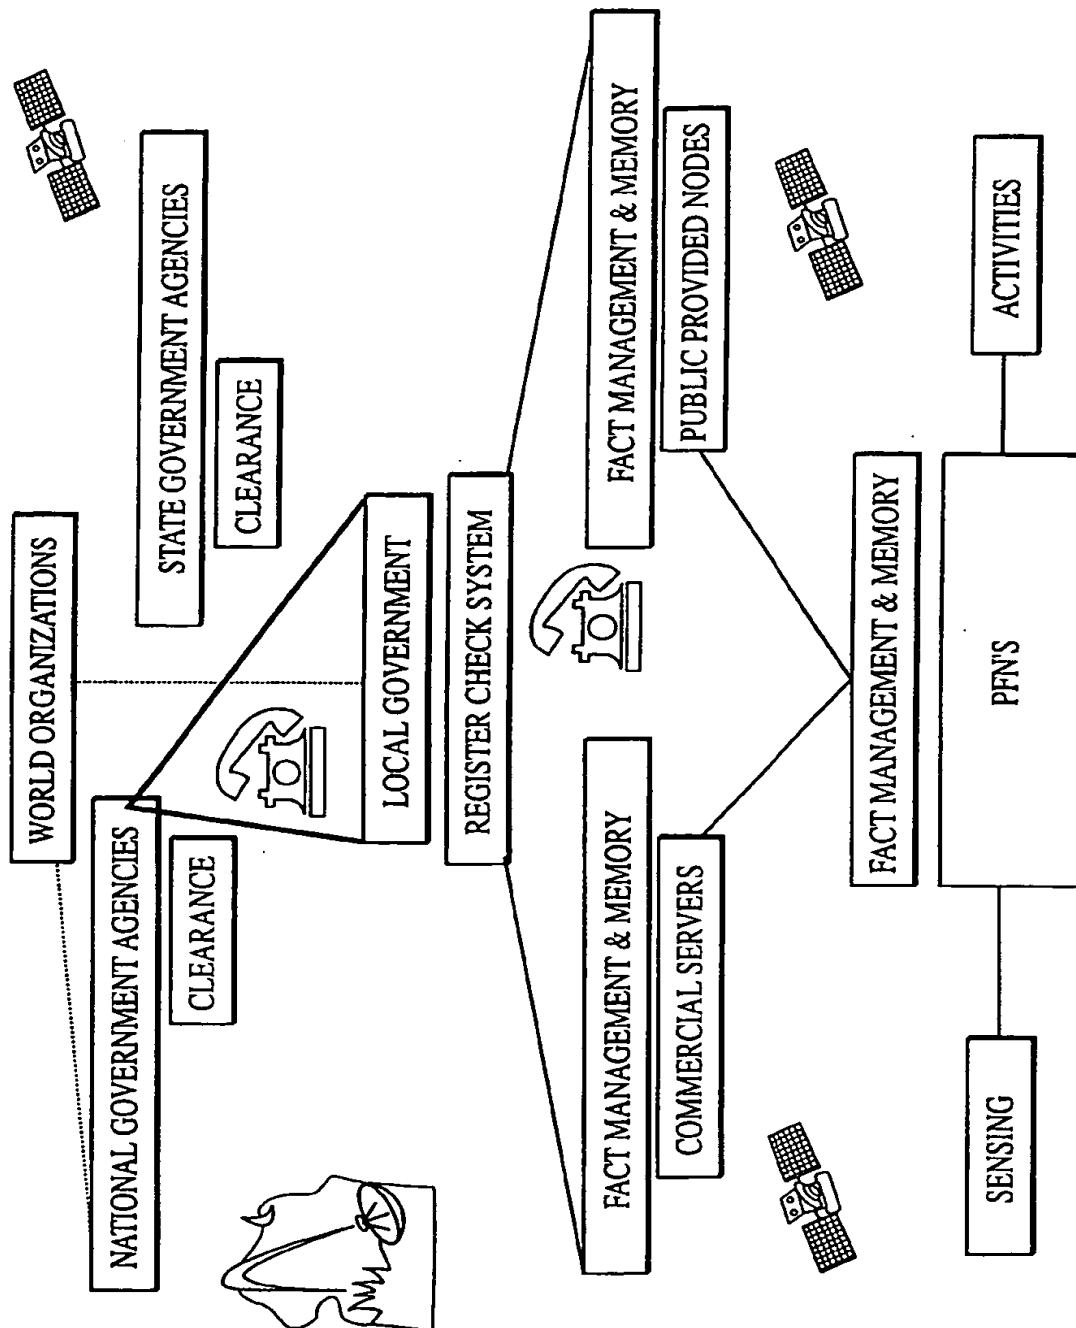 WORLD ORGANIZATIONS
NATIONAL GOVERNMENT AGENCIES
STATE GOVERNMENT AGENCIES
CLEARANCE
CLEARANCE
LOCAL GOVERNMENT
REGISTER CHECK SYSTEM
FACT MANAGEMENT & MEMORY
FACT MANAGEMENT & MEMORY
COMMERCIAL SERVERS
PUBLIC PROVIDED NODES
FACT MANAGEMENT & MEMORY
SENSING
PFN'S
ACTIVITIES